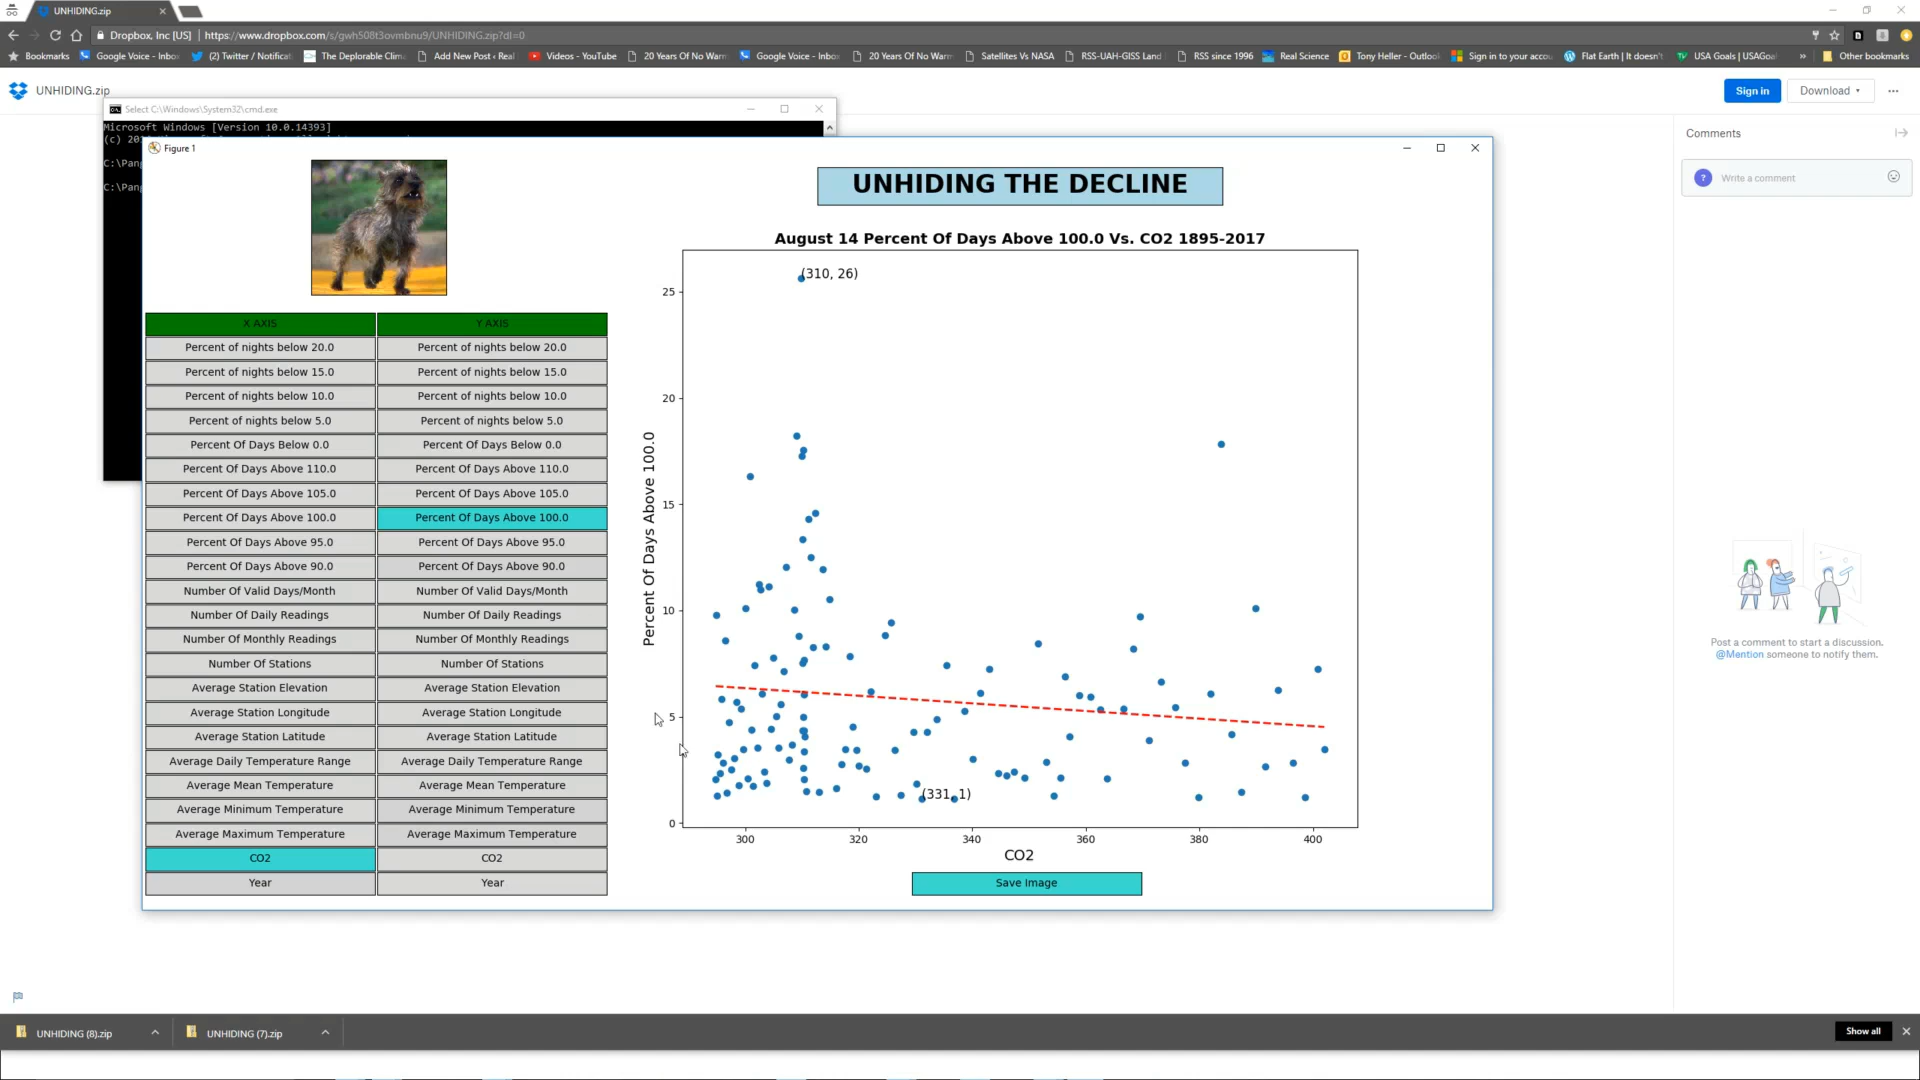 UNHIDING.zip
Dropbox, Inc [US] | https://www.dropbox.com/s/gwh508t3ovmbnu9/UNHIDING.zip?dl=0
Bookmarks Google Voice - Inbo (2) Twitter / Notificat The Deplorable Clim Add New Post ‹ Real Videos - YouTube 20 Years Of No Warm Google Voice - Inbo 20 Years Of No Warm Satellites Vs NASA RSS-UAH-GISS Land RSS since 1996 Real Science Tony Heller - Outlook Sign in to your accou Flat Earth | It doesn't USA Goals | USAGoal » Other bookmarks
UNHIDING.zip
Sign in Download
Comments
? Write a comment
Post a comment to start a discussion.
@Mention someone to notify them.
Select C:\Windows\System32\cmd.exe
Microsoft Windows [Version 10.0.14393]
(c) 20
C:\Pang
C:\Pang
Figure 1
UNHIDING THE DECLINE
August 14 Percent Of Days Above 100.0 Vs. CO2 1895-2017
X AXIS Y AXIS
Percent of nights below 20.0 Percent of nights below 20.0
Percent of nights below 15.0 Percent of nights below 15.0
Percent of nights below 10.0 Percent of nights below 10.0
Percent of nights below 5.0 Percent of nights below 5.0
Percent Of Days Below 0.0 Percent Of Days Below 0.0
Percent Of Days Above 110.0 Percent Of Days Above 110.0
Percent Of Days Above 105.0 Percent Of Days Above 105.0
Percent Of Days Above 100.0 Percent Of Days Above 100.0
Percent Of Days Above 95.0 Percent Of Days Above 95.0
Percent Of Days Above 90.0 Percent Of Days Above 90.0
Number Of Valid Days/Month Number Of Valid Days/Month
Number Of Daily Readings Number Of Daily Readings
Number Of Monthly Readings Number Of Monthly Readings
Number Of Stations Number Of Stations
Average Station Elevation Average Station Elevation
Average Station Longitude Average Station Longitude
Average Station Latitude Average Station Latitude
Average Daily Temperature Range Average Daily Temperature Range
Average Mean Temperature Average Mean Temperature
Average Minimum Temperature Average Minimum Temperature
Average Maximum Temperature Average Maximum Temperature
CO2 CO2
Year Year
(310, 26)
25
20
15
10
5
0
Percent Of Days Above 100.0
(331, 1)
300 320 340 360 380 400
CO2
Save Image
UNHIDING (8).zip UNHIDING (7).zip Show all